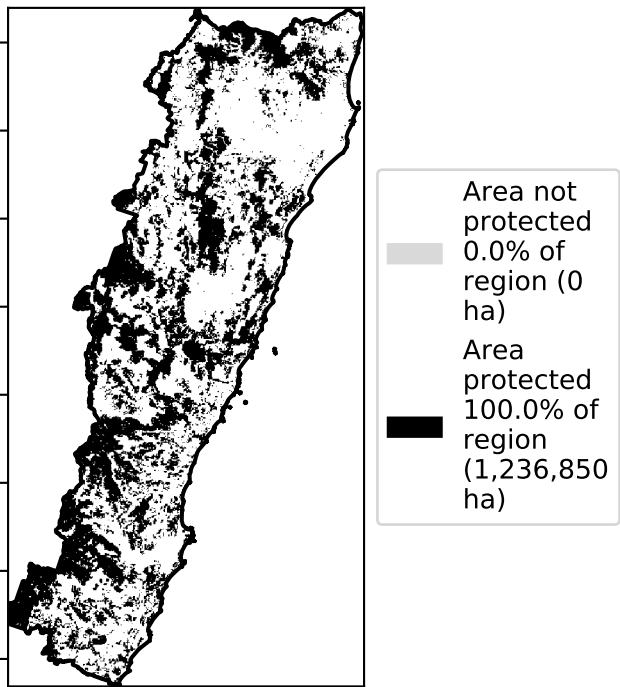 Area not
protected
0.0% of
region (0
ha)
Area
protected
100.0% of
region
(1,236,850
ha)